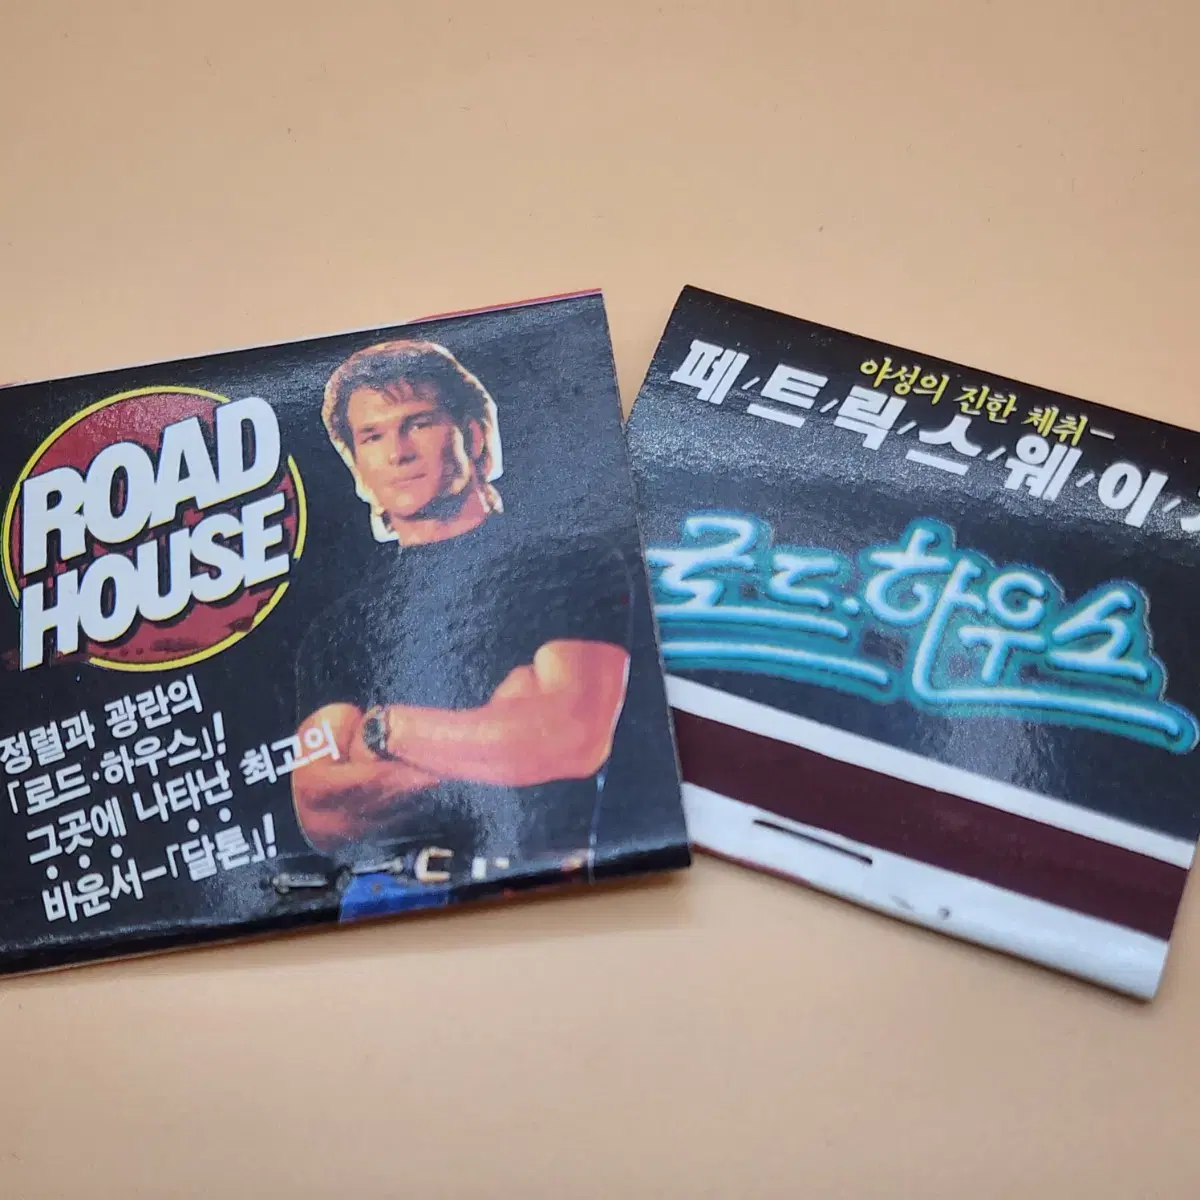 ROAD
HOUSE
정렬과 광란의
「로드·하우스」!
그곳에 나타난 최고의
바운서-「달톤」!
야성의 진한 체취-
페/트/릭/스/웨/이/
로드·하우스